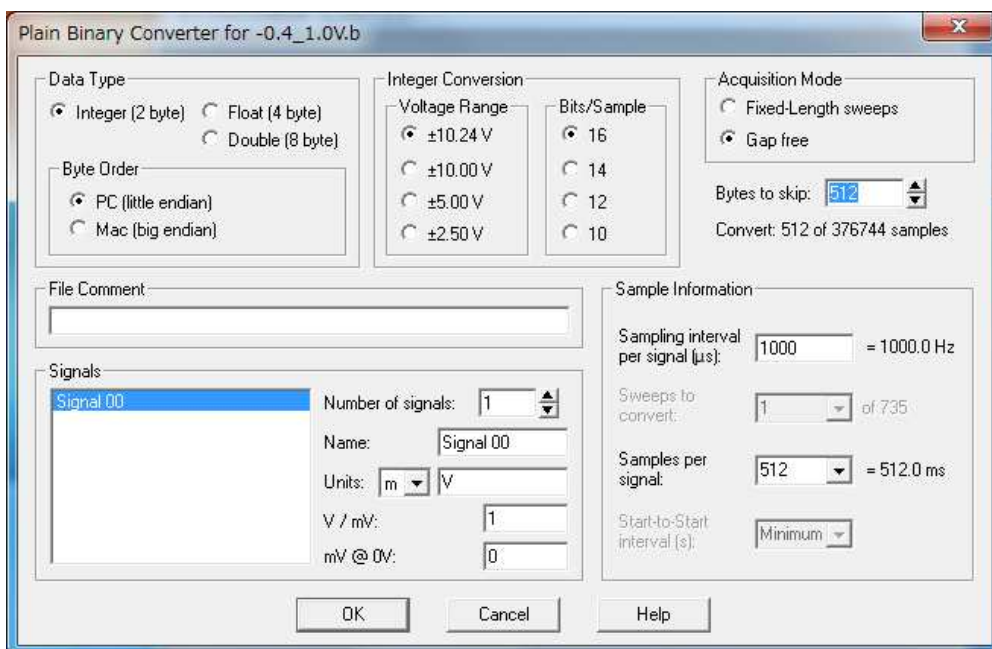 Plain Binary Converter for -0.4_1.0V.b
Data Type
Integer (2 byte)
Float (4 byte)
Double (8 byte)
Byte Order
PC (little endian)
Mac (big endian)
Integer Conversion
Voltage Range
±10.24 V
±10.00 V
±5.00 V
±2.50 V
Bits/Sample
16
14
12
10
Acquisition Mode
Fixed-Length sweeps
Gap free
Bytes to skip: 512
Convert: 512 of 376744 samples
File Comment
Signals
Signal 00
Number of signals: 1
Name: Signal 00
Units: m V
V / mV: 1
mV @ 0V: 0
Sample Information
Sampling interval
per signal (µs): 1000 = 1000.0 Hz
Sweeps to
convert: 1 of 735
Samples per
signal: 512 = 512.0 ms
Start-to-Start
interval (s): Minimum
OK Cancel Help